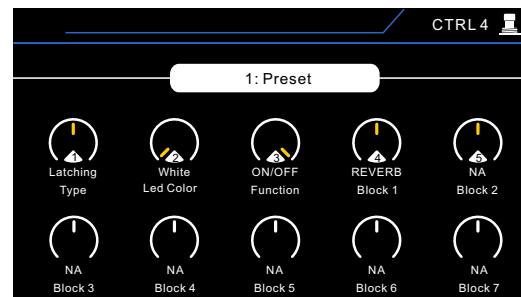 CTRL 4
1: Preset
1 2 3 4 5
Latching White ON/OFF REVERB NA
Type Led Color Function Block 1 Block 2
NA NA NA NA NA
Block 3 Block 4 Block 5 Block 6 Block 7